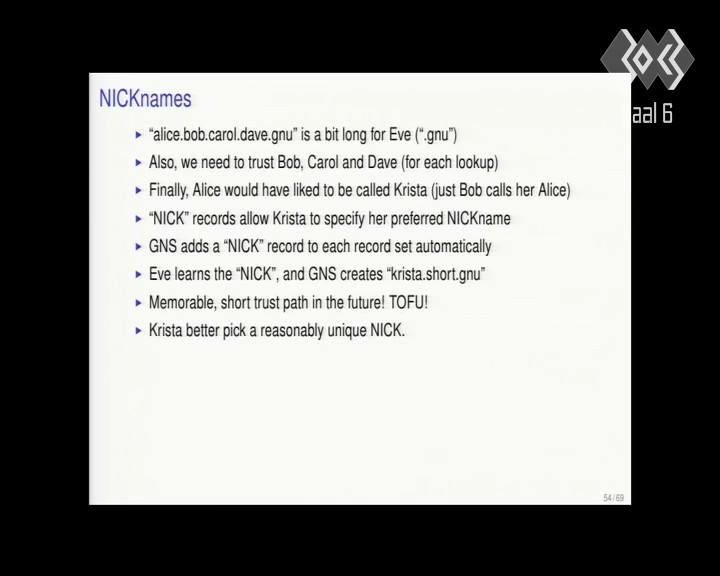 NICKnames
“alice.bob.carol.dave.gnu” is a bit long for Eve (“.gnu”)
Also, we need to trust Bob, Carol and Dave (for each lookup)
Finally, Alice would have liked to be called Krista (just Bob calls her Alice)
“NICK” records allow Krista to specify her preferred NICKname
GNS adds a “NICK” record to each record set automatically
Eve learns the “NICK”, and GNS creates “krista.short.gnu”
Memorable, short trust path in the future! TOFU!
Krista better pick a reasonably unique NICK.
54 / 69
aal 6